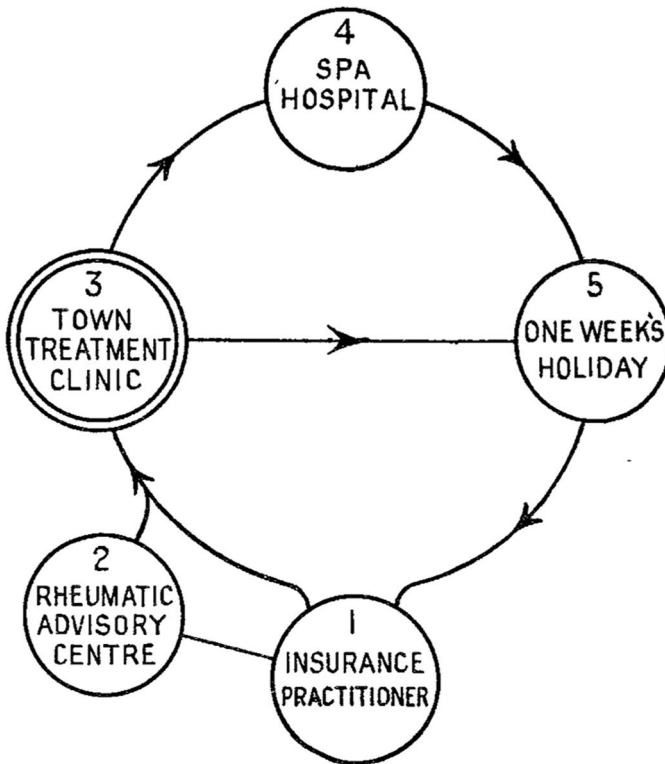 4
SPA
HOSPITAL
3
TOWN
TREATMENT
CLINIC
5
ONE WEEK'S
HOLIDAY
2
RHEUMATIC
ADVISORY
CENTRE
1
INSURANCE
PRACTITIONER